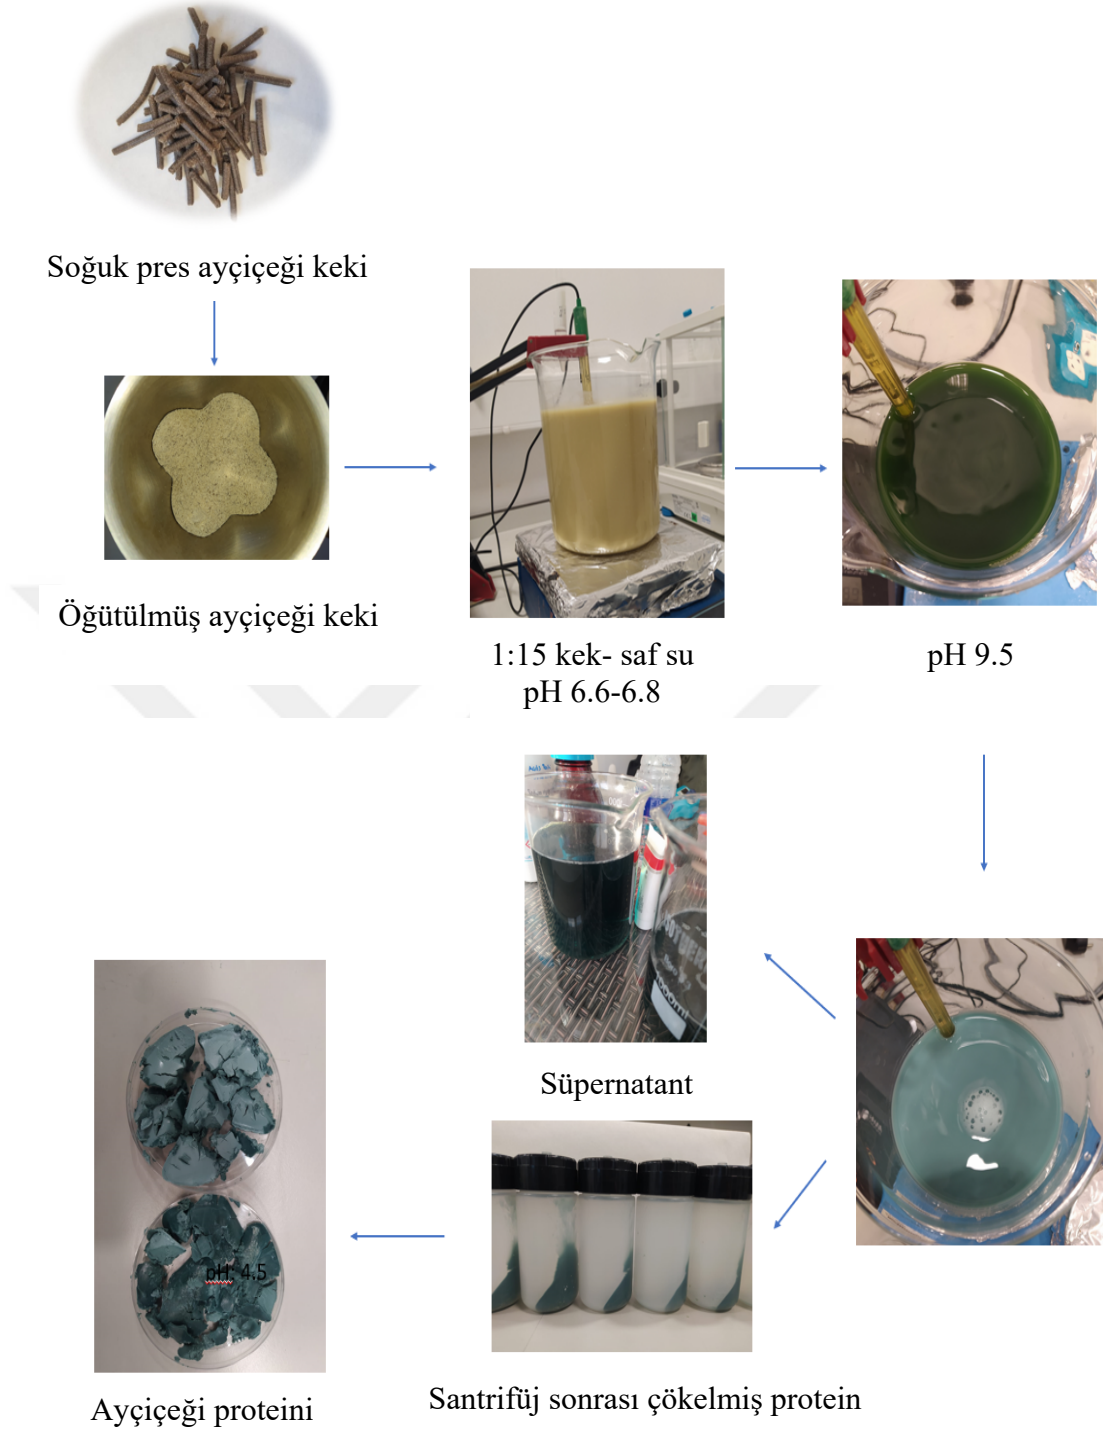 Soğuk pres ayçiçeği keki
Öğütülmüş ayçiçeği keki
1:15 kek- saf su
pH 6.6-6.8
pH 9.5
Süpernatant
Santrifüj sonrası çökelmiş protein
pH: 4.5
Ayçiçeği proteini